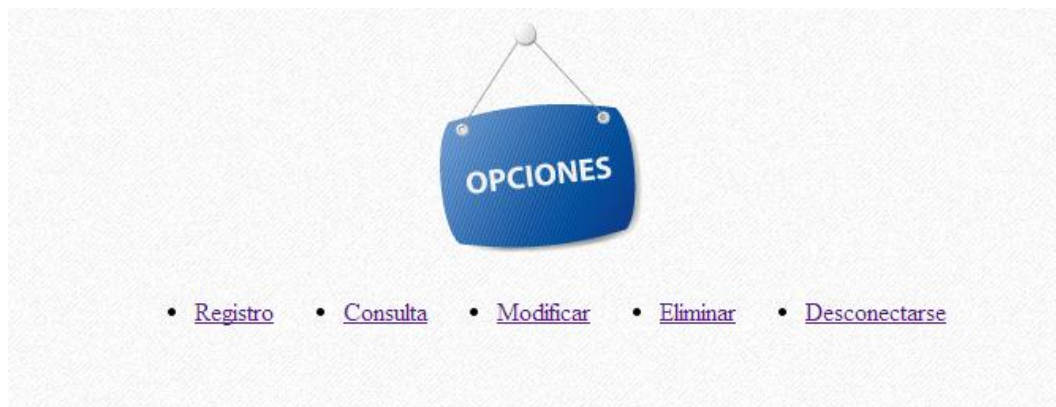 OPCIONES
• Registro • Consulta • Modificar • Eliminar • Desconectarse